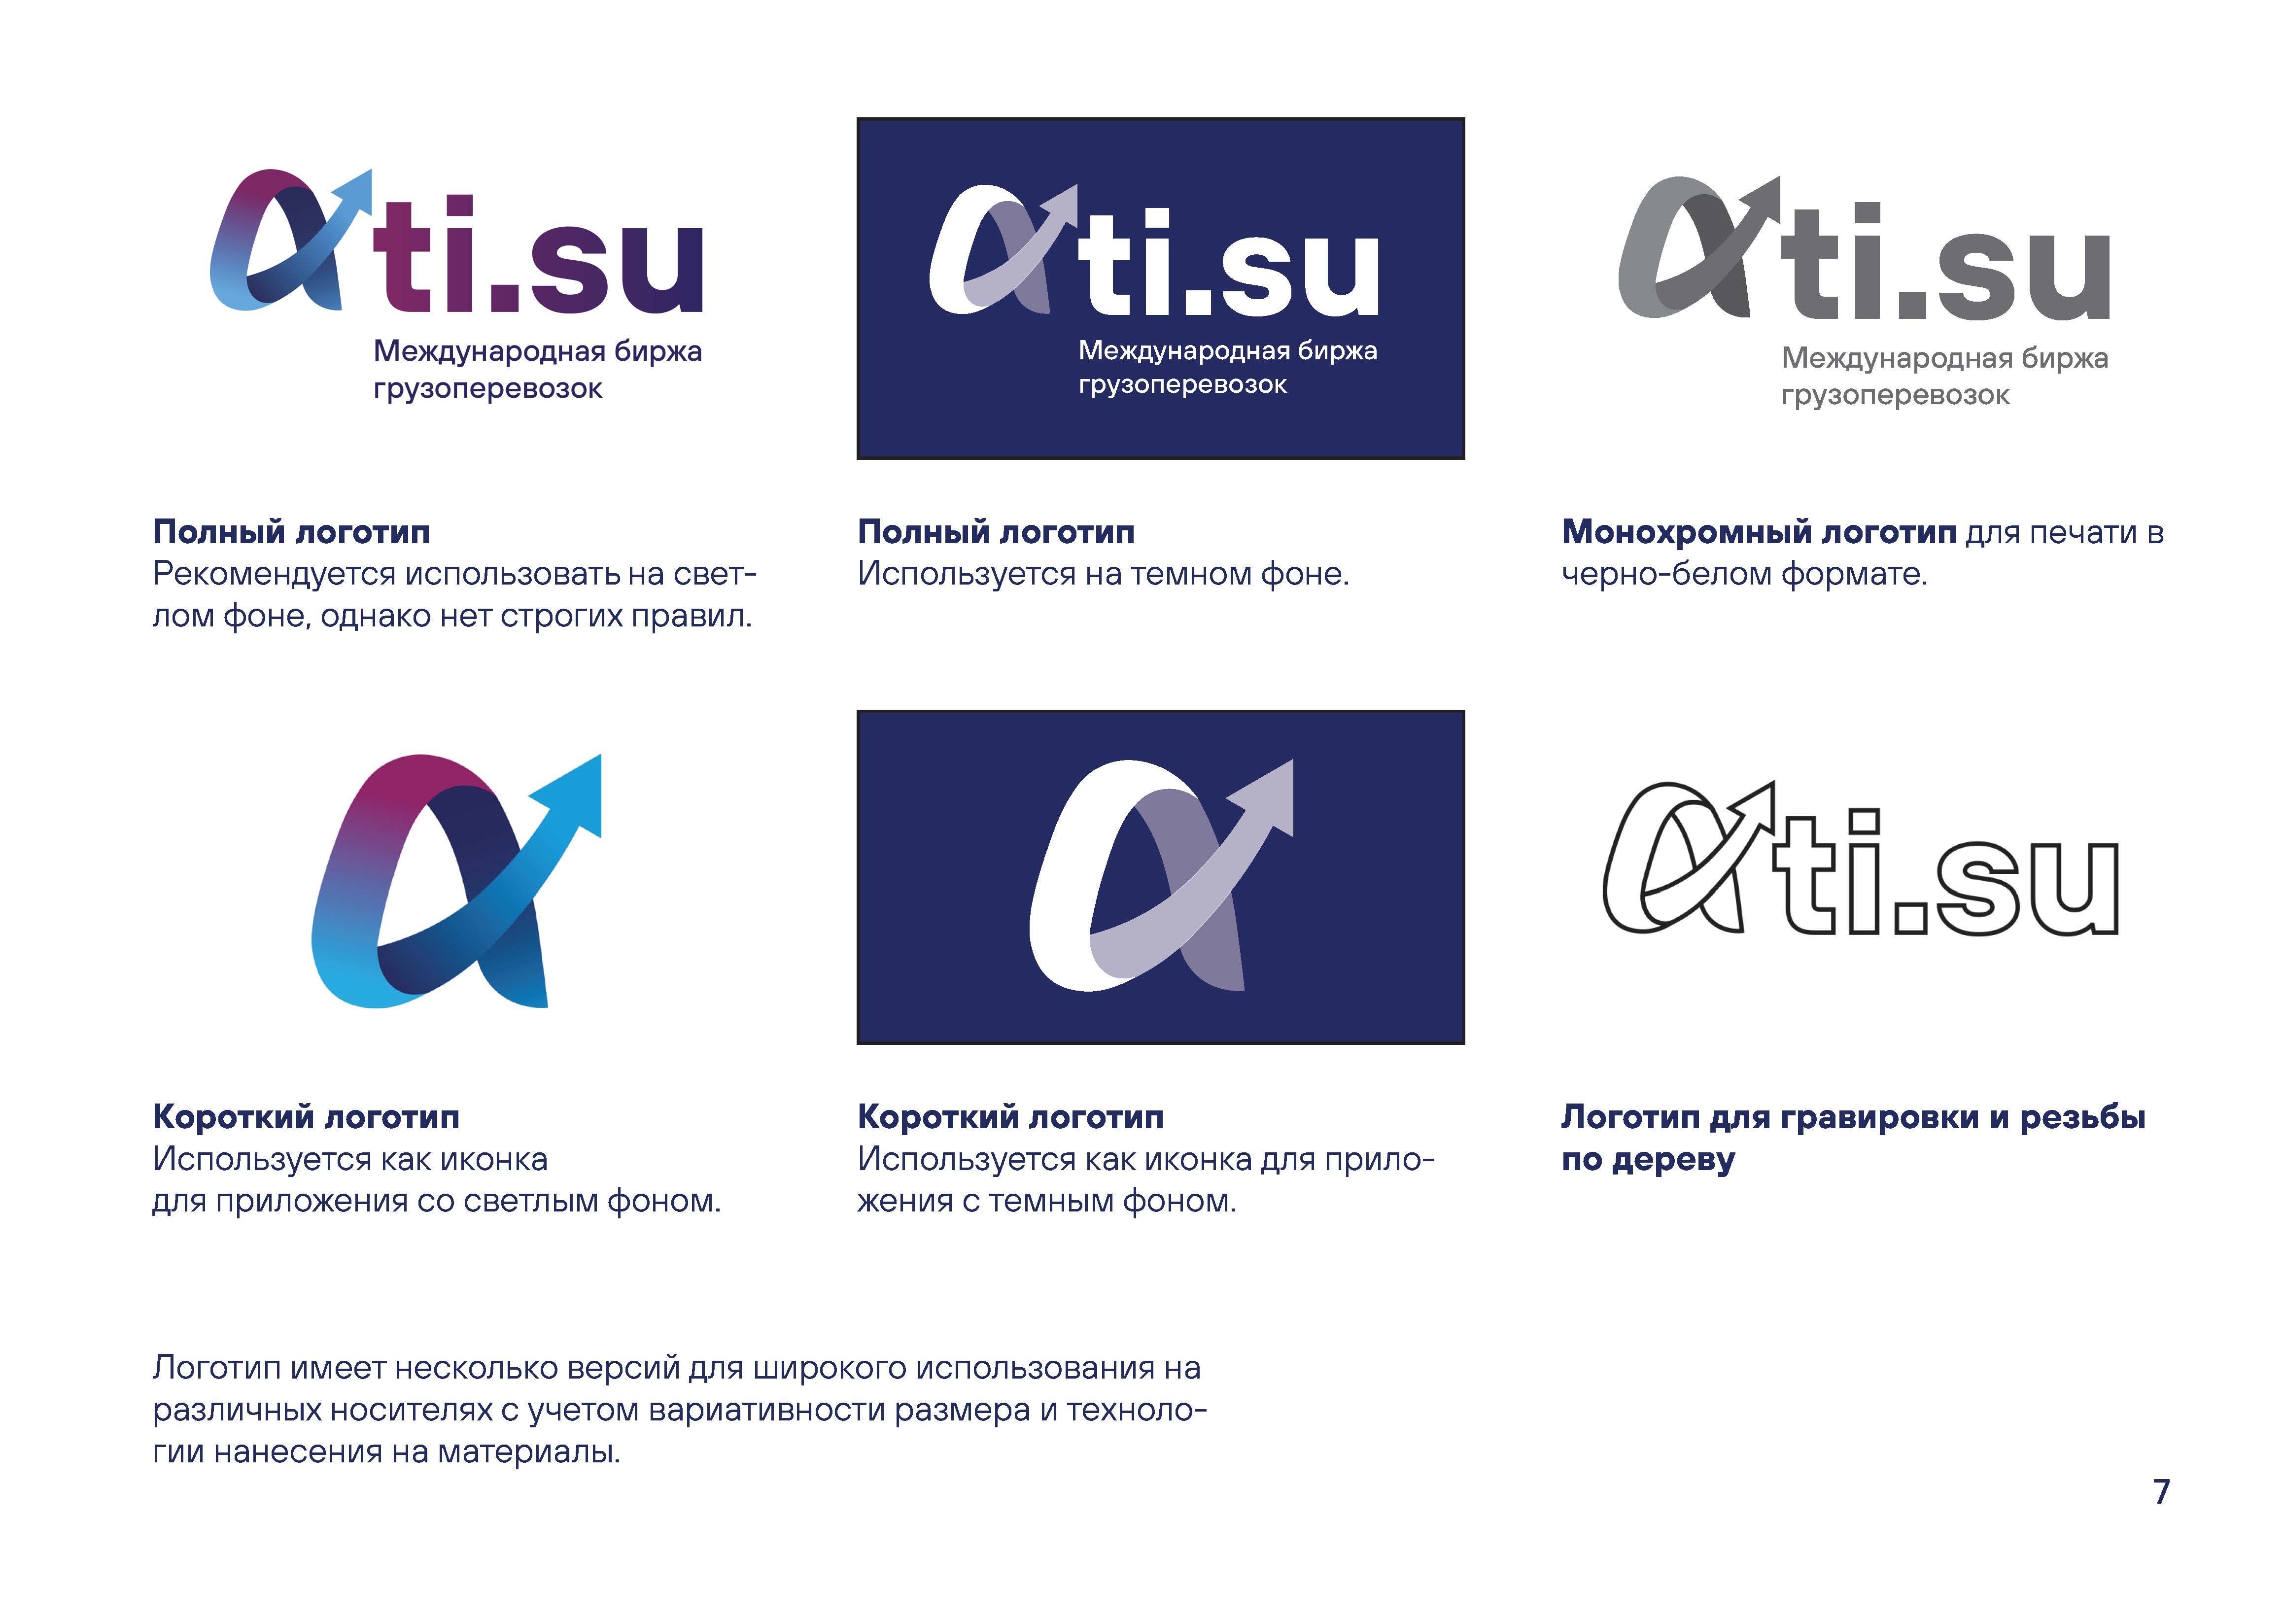 ati.su
Международная биржа
грузоперевозок
Полный логотип
Рекомендуется использовать на свет-
лом фоне, однако нет строгих правил.
ati.su
Международная биржа
грузоперевозок
Полный логотип
Используется на темном фоне.
ati.su
Международная биржа
грузоперевозок
Монохромный логотип для печати в
черно-белом формате.
Короткий логотип
Используется как иконка
для приложения со светлым фоном.
Короткий логотип
Используется как иконка для прило-
жения с темным фоном.
ati.su
Логотип для гравировки и резьбы
по дереву
Логотип имеет несколько версий для широкого использования на
различных носителях с учетом вариативности размера и техноло-
гии нанесения на материалы.
7